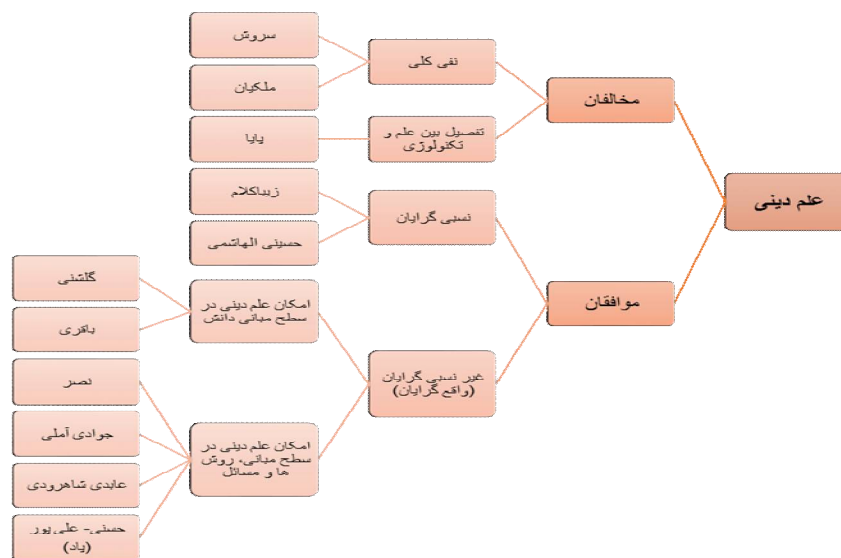 علم دینی
مخالفان
نفی کلی
سروش
ملکیان
تفصیل بین علم و
تکنولوژی
پایا
موافقان
نسبی گرایان
زیباکلام
حسینی الهاشمی
غیر نسبی گرایان
(واقع گرایان)
امکان علم دینی در
سطح مبانی دانش
گلشنی
باقری
امکان علم دینی در
سطح مبانی، روش
ها و مسائل
نصر
جوادی آملی
عابدی شاهرودی
حسنی- علی پور
(پاد)